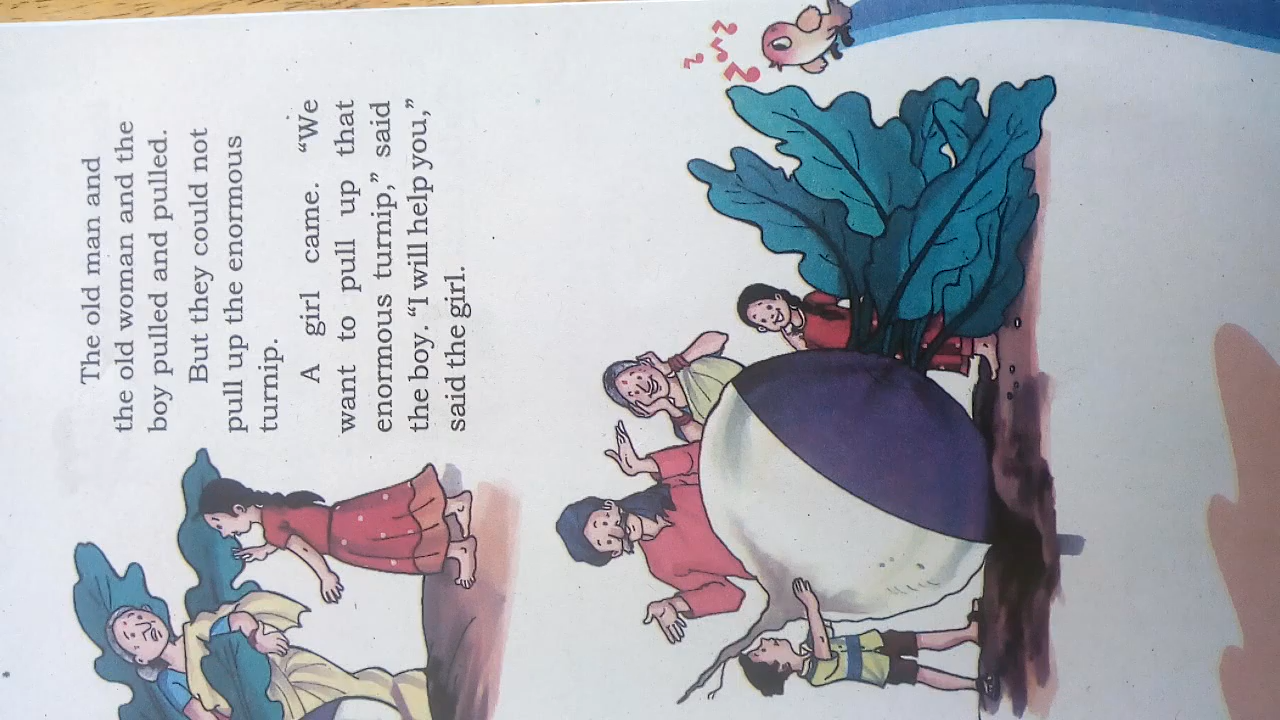 The old man and
the old woman and the
boy pulled and pulled.
But they could not
pull up the enormous
turnip.
A girl came. “We
want to pull up that
enormous turnip,” said
the boy. “I will help you,”
said the girl.